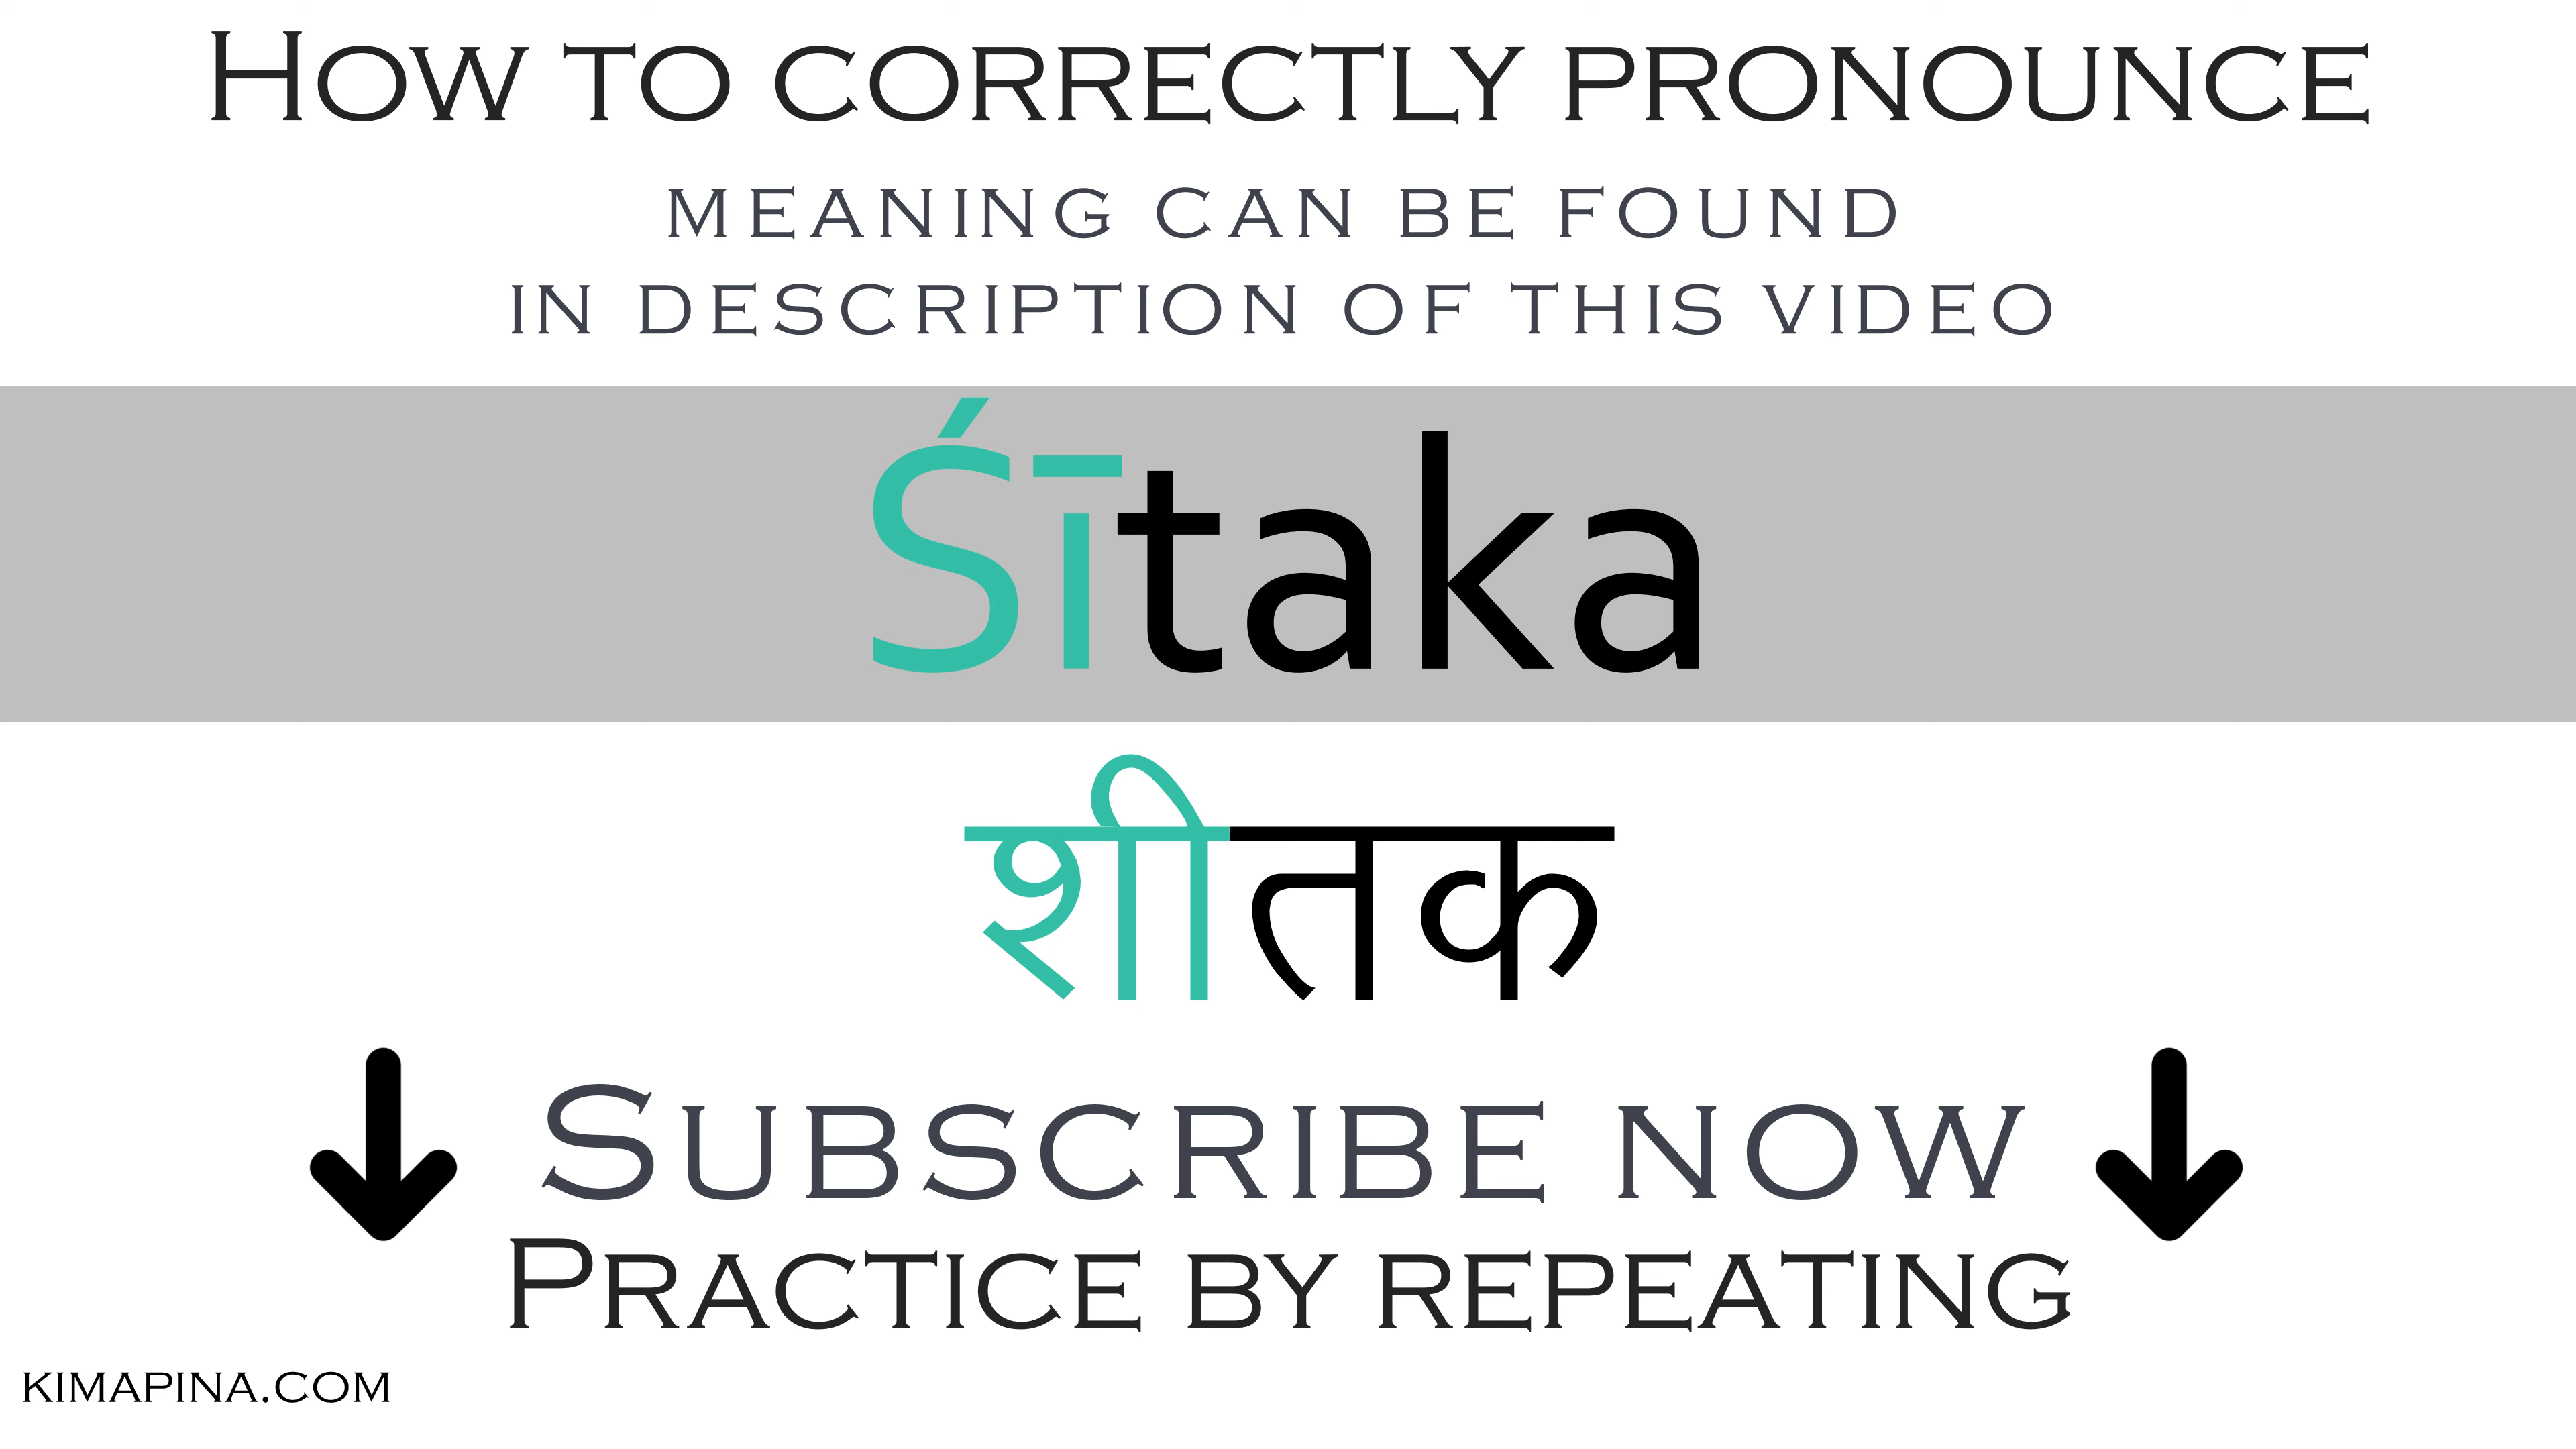 How to correctly pronounce
meaning can be found
in description of this video
Śītaka
शीतक
Subscribe now
Practice by repeating
kimapina.com